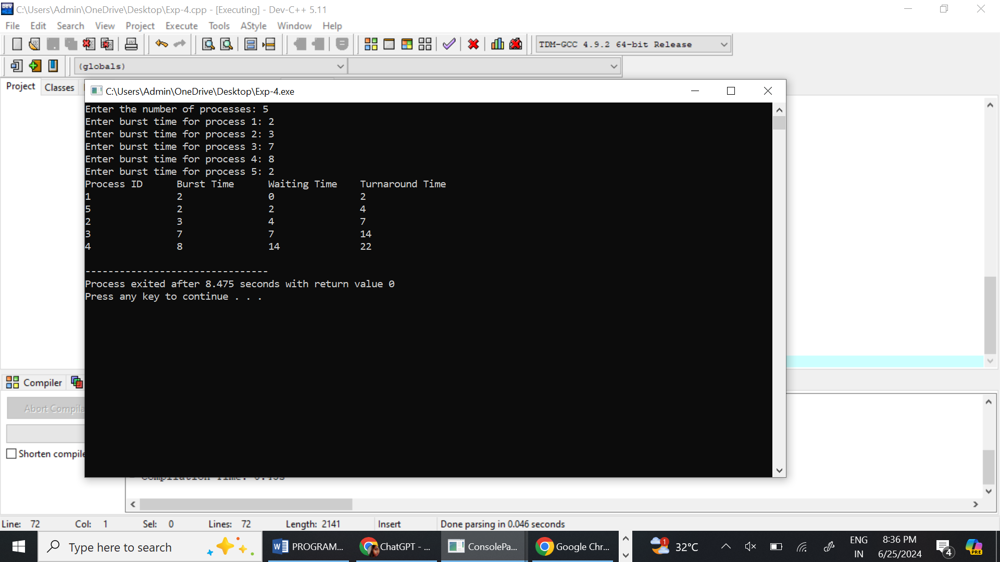 C:\Users\Admin\OneDrive\Desktop\Exp-4.cpp - [Executing] - Dev-C++ 5.11
File Edit Search View Project Execute Tools AStyle Window Help
TDM-GCC 4.9.2 64-bit Release
(globals)
Project Classes
C:\Users\Admin\OneDrive\Desktop\Exp-4.exe
Enter the number of processes: 5
Enter burst time for process 1: 2
Enter burst time for process 2: 3
Enter burst time for process 3: 7
Enter burst time for process 4: 8
Enter burst time for process 5: 2
Process ID Burst Time Waiting Time Turnaround Time
1 2 0 2
5 2 2 4
2 3 4 7
3 7 7 14
4 8 14 22
--------------------------------
Process exited after 8.475 seconds with return value 0
Press any key to continue . . .
Compiler
Abort Compila
Shorten compile
Line: 72 Col: 1 Sel: 0 Lines: 72 Length: 2141 Insert Done parsing in 0.046 seconds
Type here to search
PROGRAM...
ChatGPT - ...
ConsolePa...
Google Chr...
1
32°C
ENG
IN
8:36 PM
6/25/2024
4
PRE